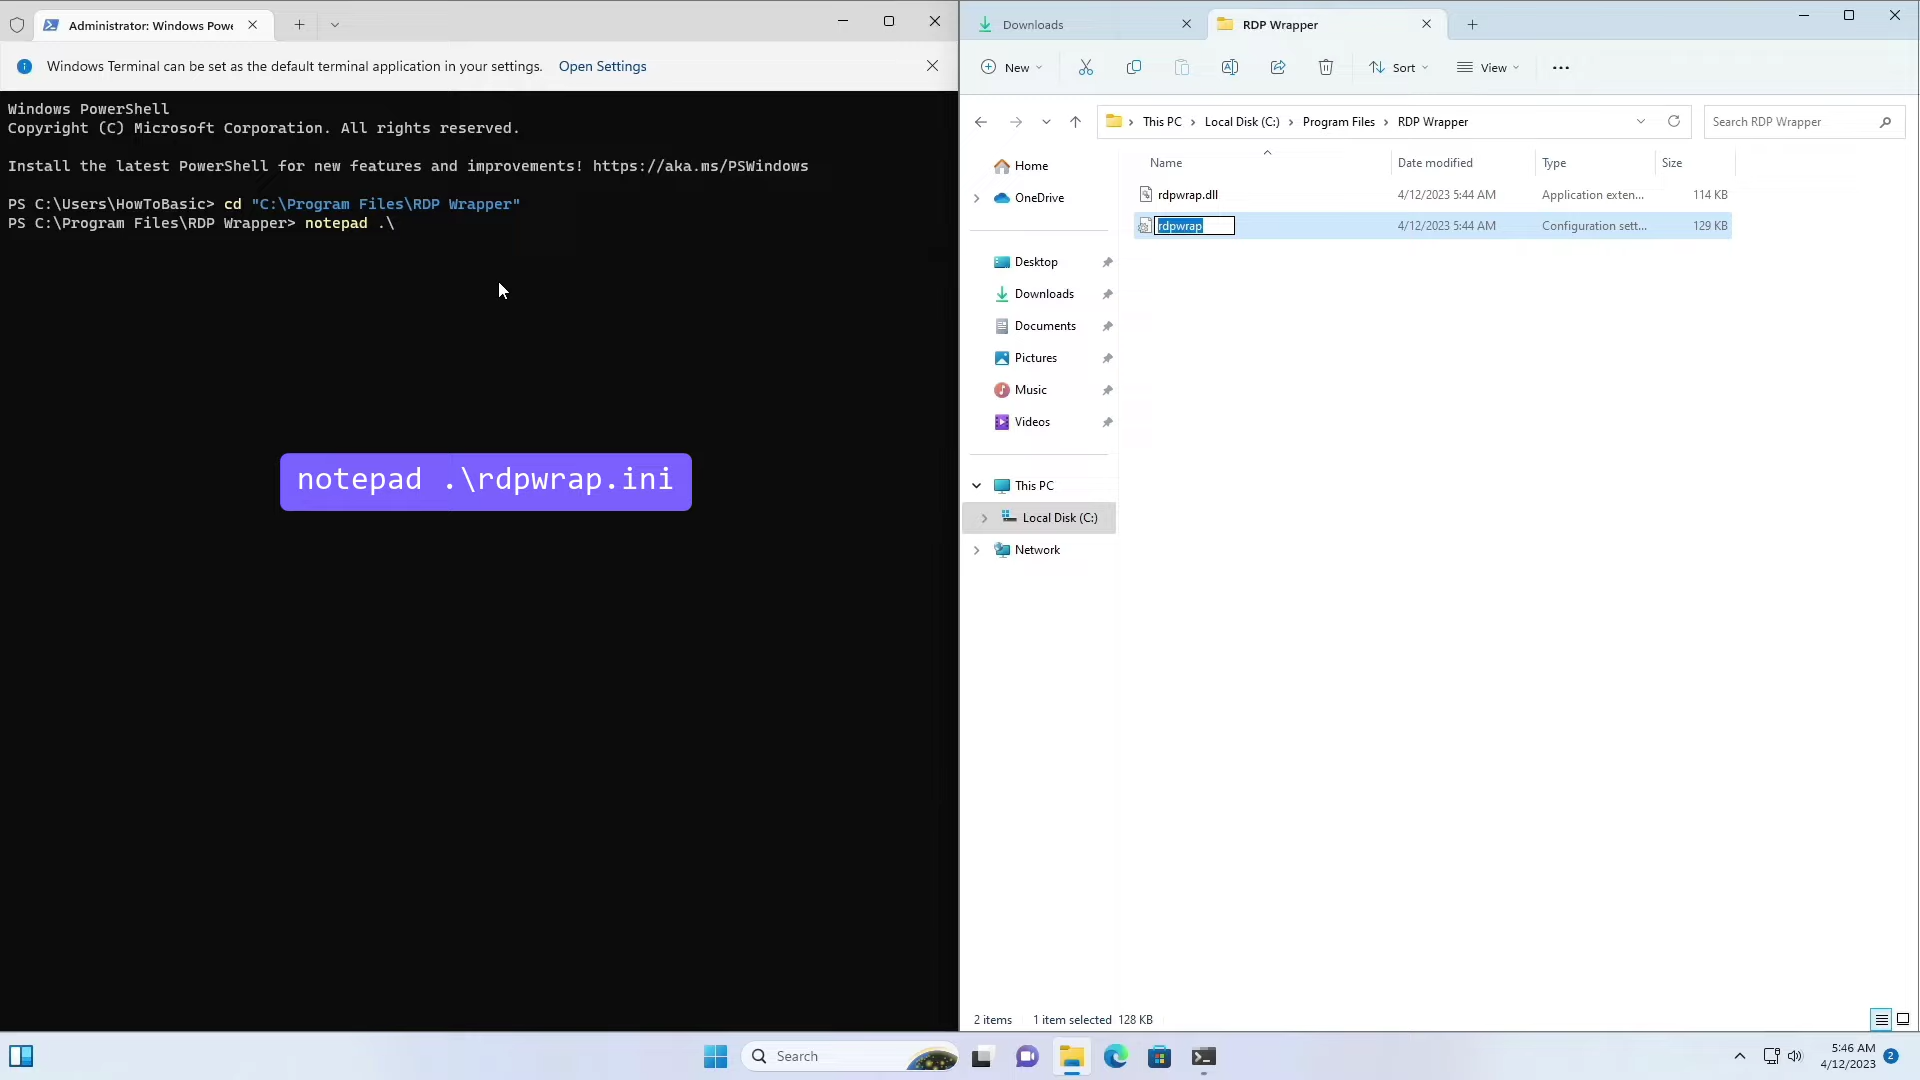 Administrator: Windows Powe
Windows Terminal can be set as the default terminal application in your settings. Open Settings
Windows PowerShell
Copyright (C) Microsoft Corporation. All rights reserved.
Install the latest PowerShell for new features and improvements! https://aka.ms/PSWindows
PS C:\Users\HowToBasic> cd "C:\Program Files\RDP Wrapper"
PS C:\Program Files\RDP Wrapper> notepad .\
notepad .\rdpwrap.ini
Downloads
RDP Wrapper
New
Sort
View
This PC > Local Disk (C:) > Program Files > RDP Wrapper
Search RDP Wrapper
Name Date modified Type Size
rdpwrap.dll 4/12/2023 5:44 AM Application exten... 114 KB
rdpwrap 4/12/2023 5:44 AM Configuration sett... 129 KB
Home
OneDrive
Desktop
Downloads
Documents
Pictures
Music
Videos
This PC
Local Disk (C:)
Network
2 items 1 item selected 128 KB
Search
5:46 AM
4/12/2023
2